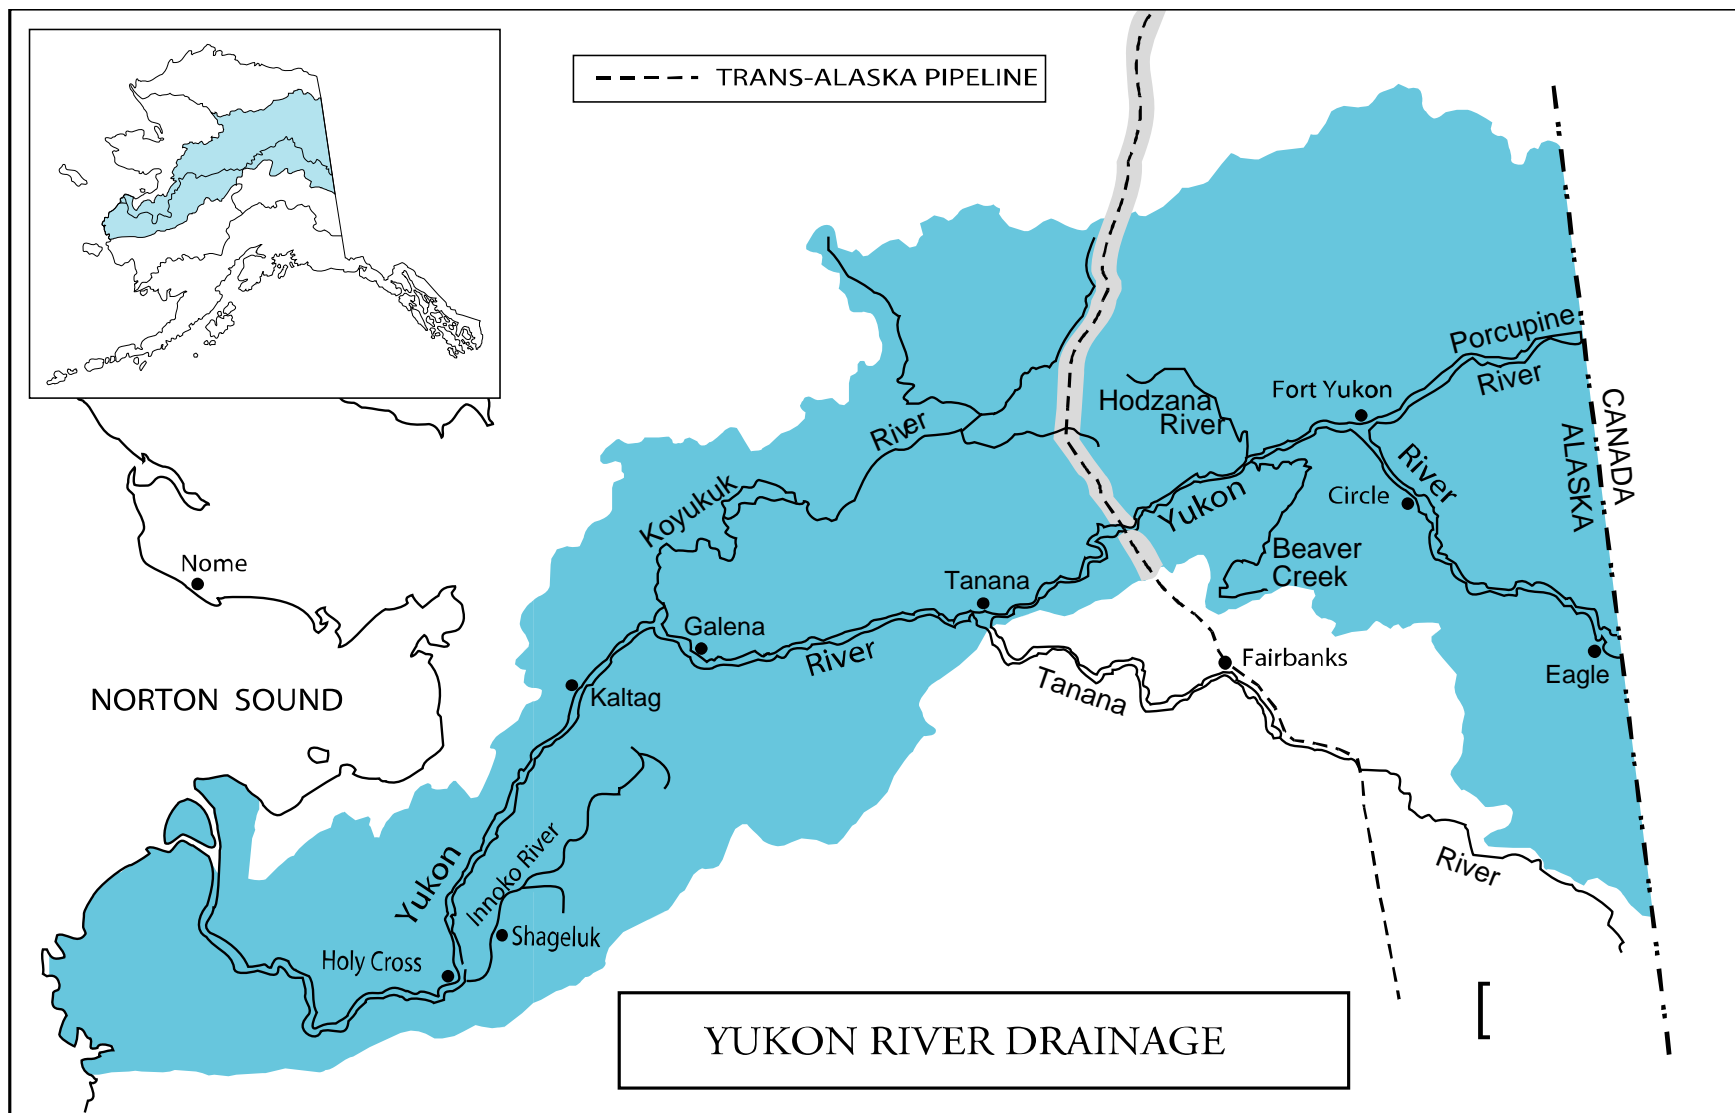 TRANS-ALASKA PIPELINE
Porcupine
River
Fort Yukon
Hodzana
River
CANADA
ALASKA
River
Koyukuk
River
Circle
Yukon
Beaver
Creek
Nome
Tanana
Galena
River
Fairbanks
Eagle
Tanana
Kaltag
NORTON SOUND
Yukon
Innoko River
River
Shageluk
Holy Cross
YUKON RIVER DRAINAGE
[